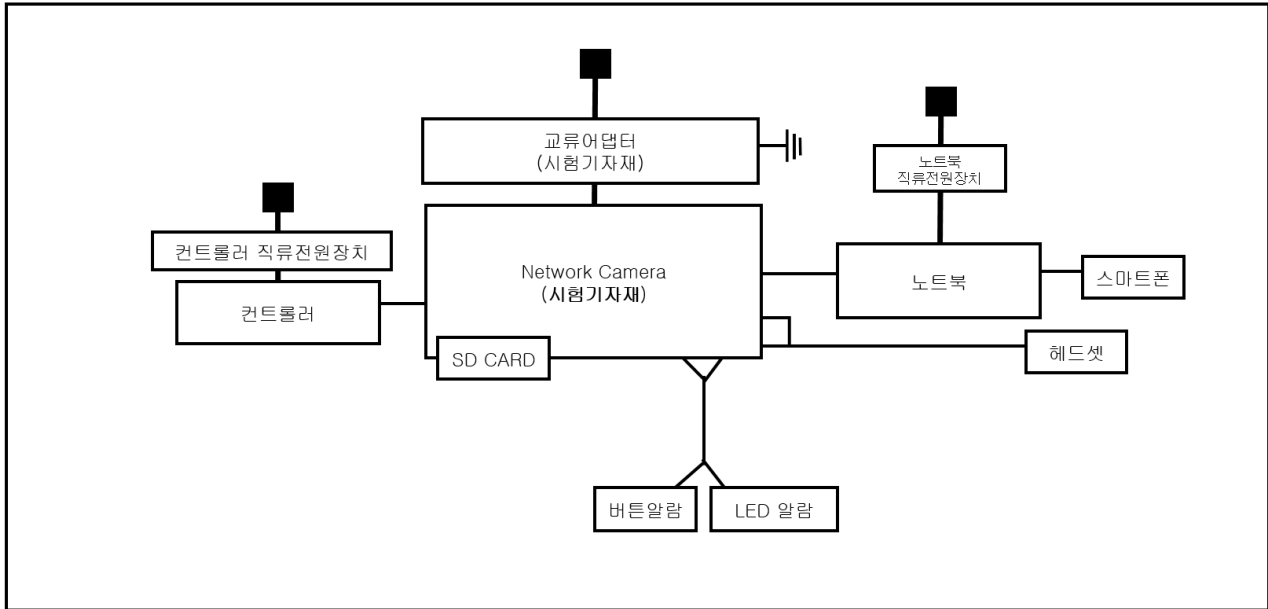 교류어댑터
(시험기자재)
노트북
직류전원장치
컨트롤러 직류전원장치
컨트롤러
Network Camera
(시험기자재)
노트북
스마트폰
SD CARD
헤드셋
버튼알람
LED 알람